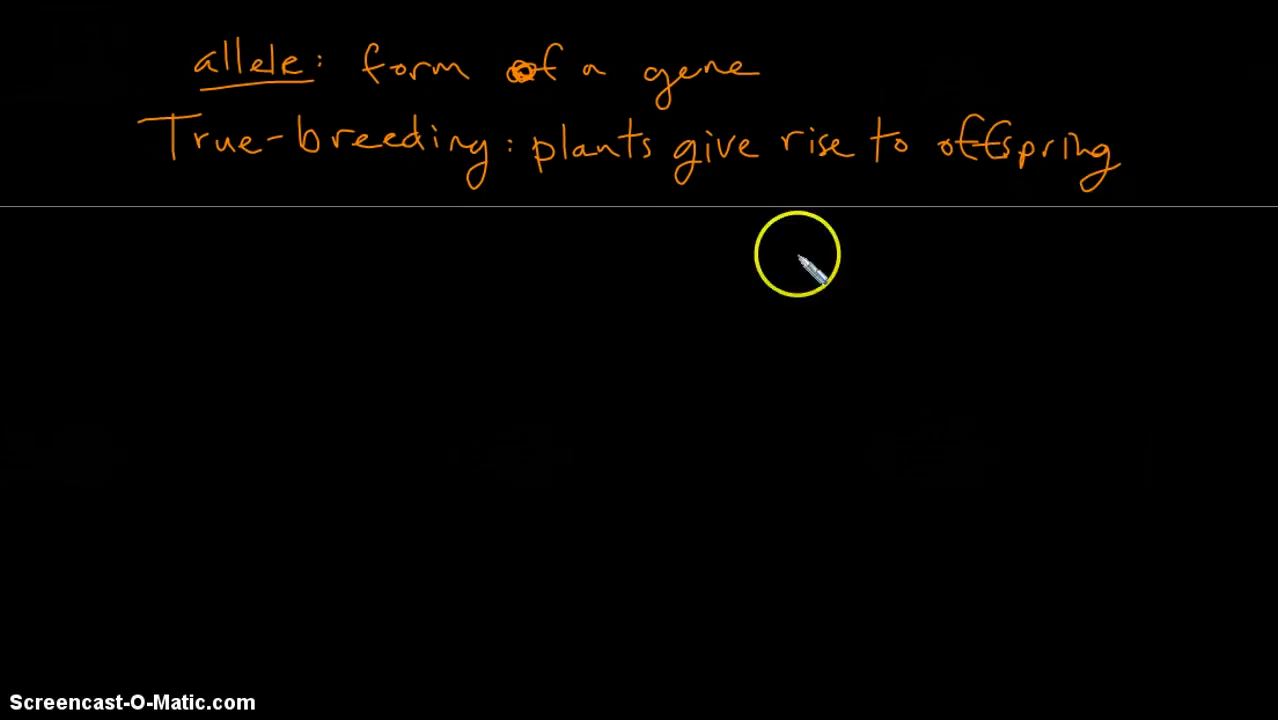 allele: form of a gene
True-breeding: plants give rise to offspring
Screencast-O-Matic.com